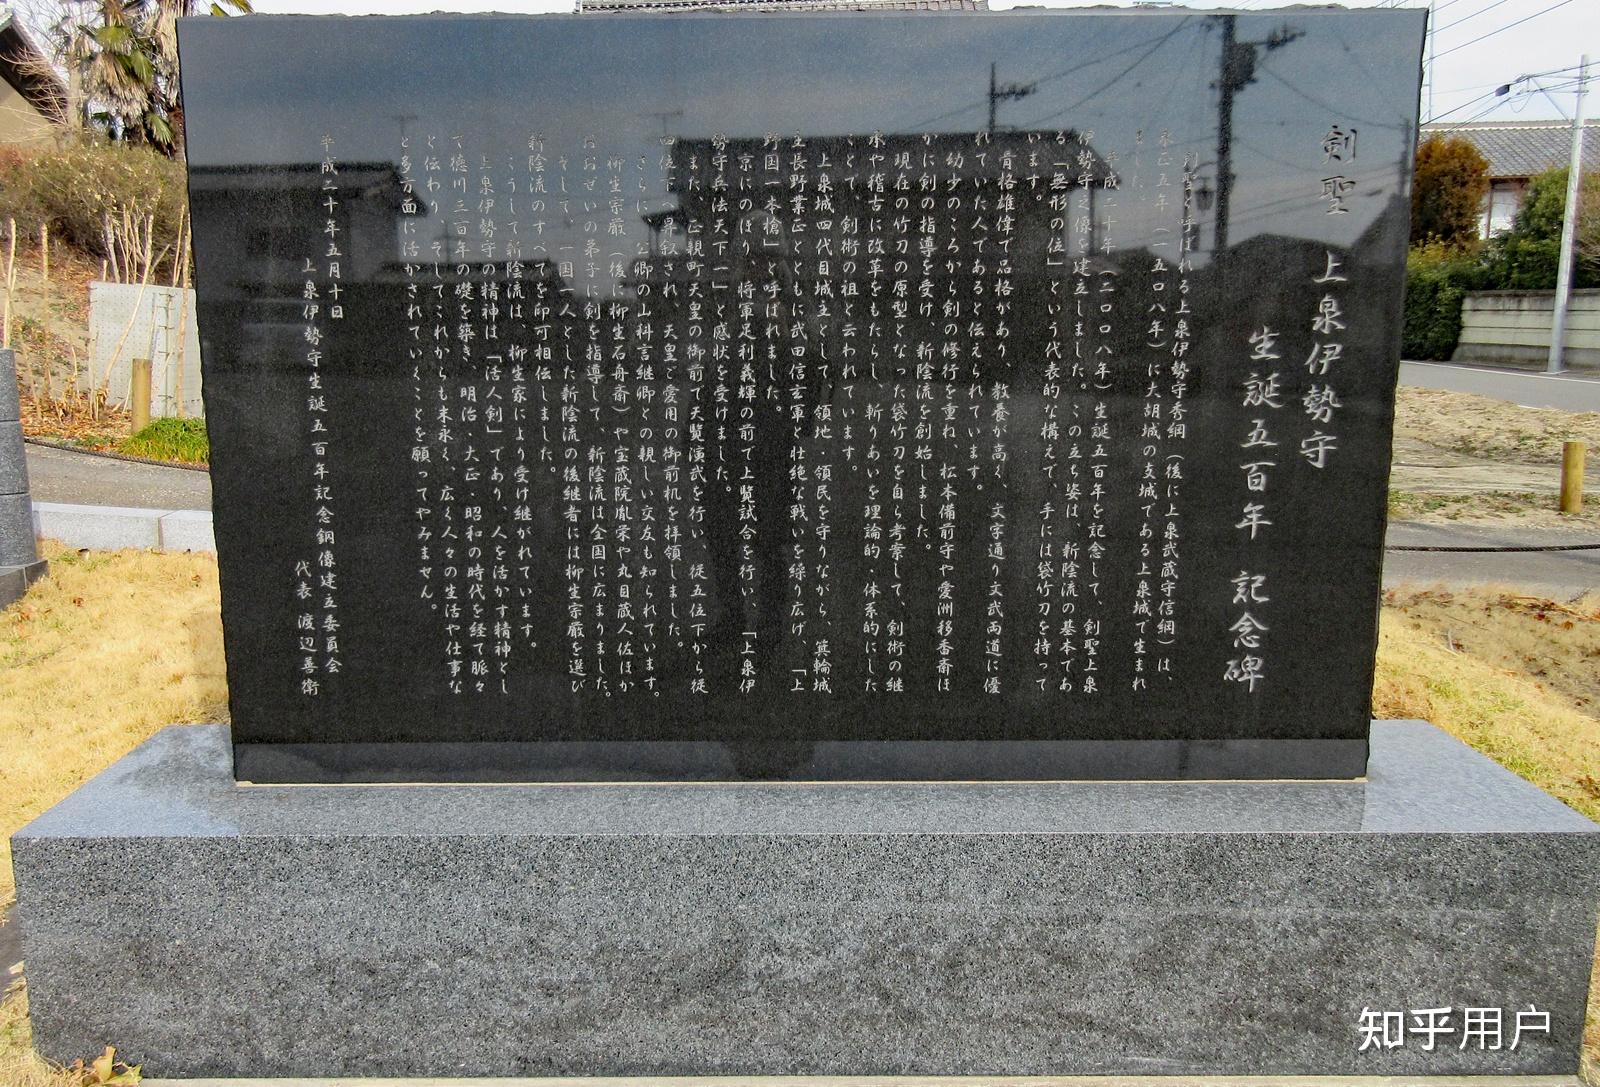 剣聖 上泉伊勢守
生誕五百年 記念碑
剣聖と呼ばれる上泉伊勢守秀綱(後に上泉武蔵守信綱)は、
永正五年(一五〇八年)に大胡城の支城である上泉城で生まれ
ました。
平成二十年(二〇〇八年)生誕五百年を記念して、剣聖上泉
伊勢守之像を建立しました。この立ち姿は、新陰流の基本であ
る「無形の位」という代表的な構えで、手には袋竹刀を持って
います。
骨格雄偉で品格があり、教養が高く、文字通り文武両道に優
れていた人であると伝えられています。
幼少のころから剣の修行を重ね、松本備前守や愛洲移香斎ほ
かに剣の指導を受け、新陰流を創始しました。
現在の竹刀の原型となった袋竹刀を自ら考案して、剣術の継
承や稽古に改革をもたらし、斬りあいを理論的・体系的にした
ことで、剣術の祖と云われています。
上泉城四代目城主として、領地・領民を守りながら、箕輪城
主長野業正とともに武田信玄軍と壮絶な戦いを繰り広げ、「上
野国一本槍」と呼ばれました。
京にのぼり、将軍足利義輝の前で上覧試合を行い、「上泉伊
勢守兵法天下一」と感状を受けました。
また、正親町天皇の御前で天覧演武を行い、従五位下から従
四位下へ昇叙され、天皇ご愛用の御前机を拝領しました。
さらに、公卿の山科言継卿との親しい交友も知られています。
柳生宗厳(後に柳生石舟斎)や宝蔵院胤栄や丸目蔵人佐ほか
おおぜいの弟子に剣を指導して、新陰流は全国に広まりました。
そして、一国一人とした新陰流の後継者には柳生宗厳を選び
新陰流のすべてを印可相伝しました。
こうして新陰流は、柳生家により受け継がれています。
上泉伊勢守の精神は「活人剣」であり、人を活かす精神とし
て徳川三百年の礎を築き、明治・大正・昭和の時代を経て脈々
と伝わり、そしてこれからも末永く、広く人々の生活や仕事な
ど多方面に活かされていくことを願ってやみません。
平成二十年五月十日
上泉伊勢守生誕五百年記念銅像建立委員会
代表 渡辺善衛
知乎用户